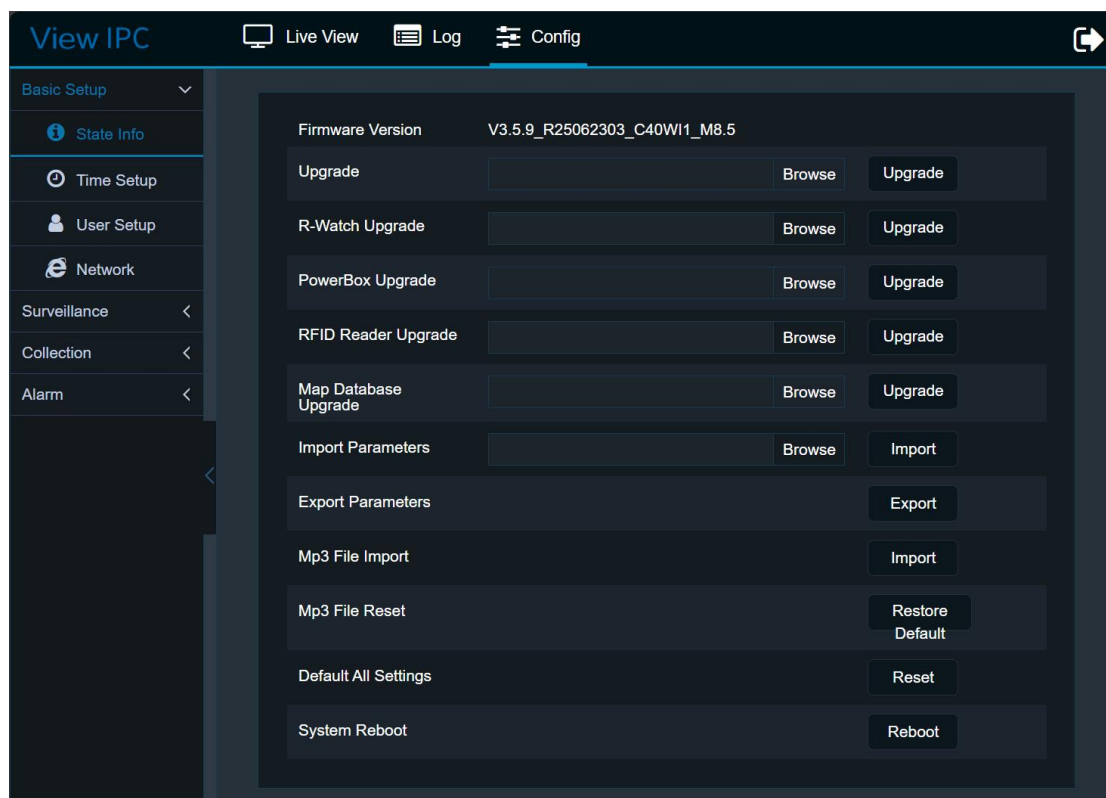 View IPC
Live View
Log
Config
Basic Setup
State Info
Time Setup
User Setup
Network
Surveillance
Collection
Alarm
Firmware Version V3.5.9_R25062303_C40WI1_M8.5
Upgrade Browse Upgrade
R-Watch Upgrade Browse Upgrade
PowerBox Upgrade Browse Upgrade
RFID Reader Upgrade Browse Upgrade
Map Database
Upgrade Browse Upgrade
Import Parameters Browse Import
Export Parameters Export
Mp3 File Import Import
Mp3 File Reset Restore
Default
Default All Settings Reset
System Reboot Reboot